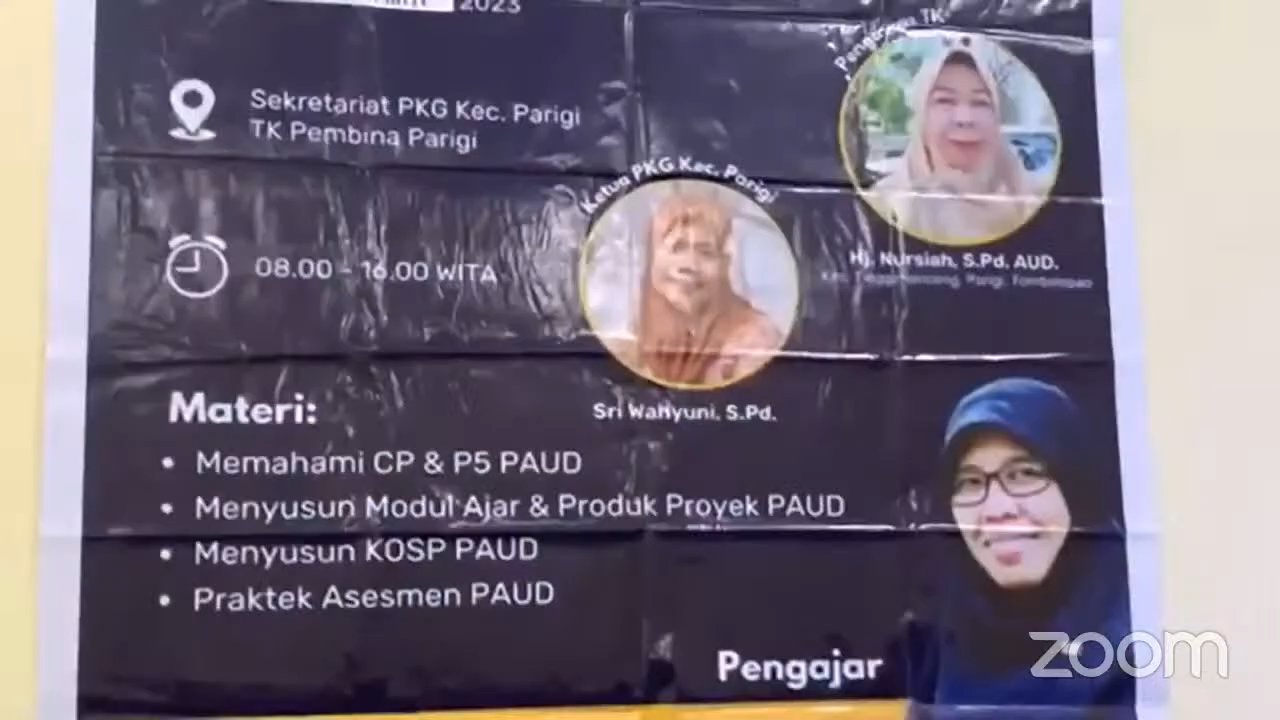 2023
Sekretariat PKG Kec. Parigi
TK Pembina Parigi
08.00 - 16.00 WITA
Pengawas TK
Hj. Nursiah, S.Pd, AUD.
Ketua PKG Kec. Parigi
Sri Wahyuni, S.Pd.
Materi:
• Memahami CP & P5 PAUD
• Menyusun Modul Ajar & Produk Proyek PAUD
• Menyusun KOSP PAUD
• Praktek Asesmen PAUD
Pengajar
zoom